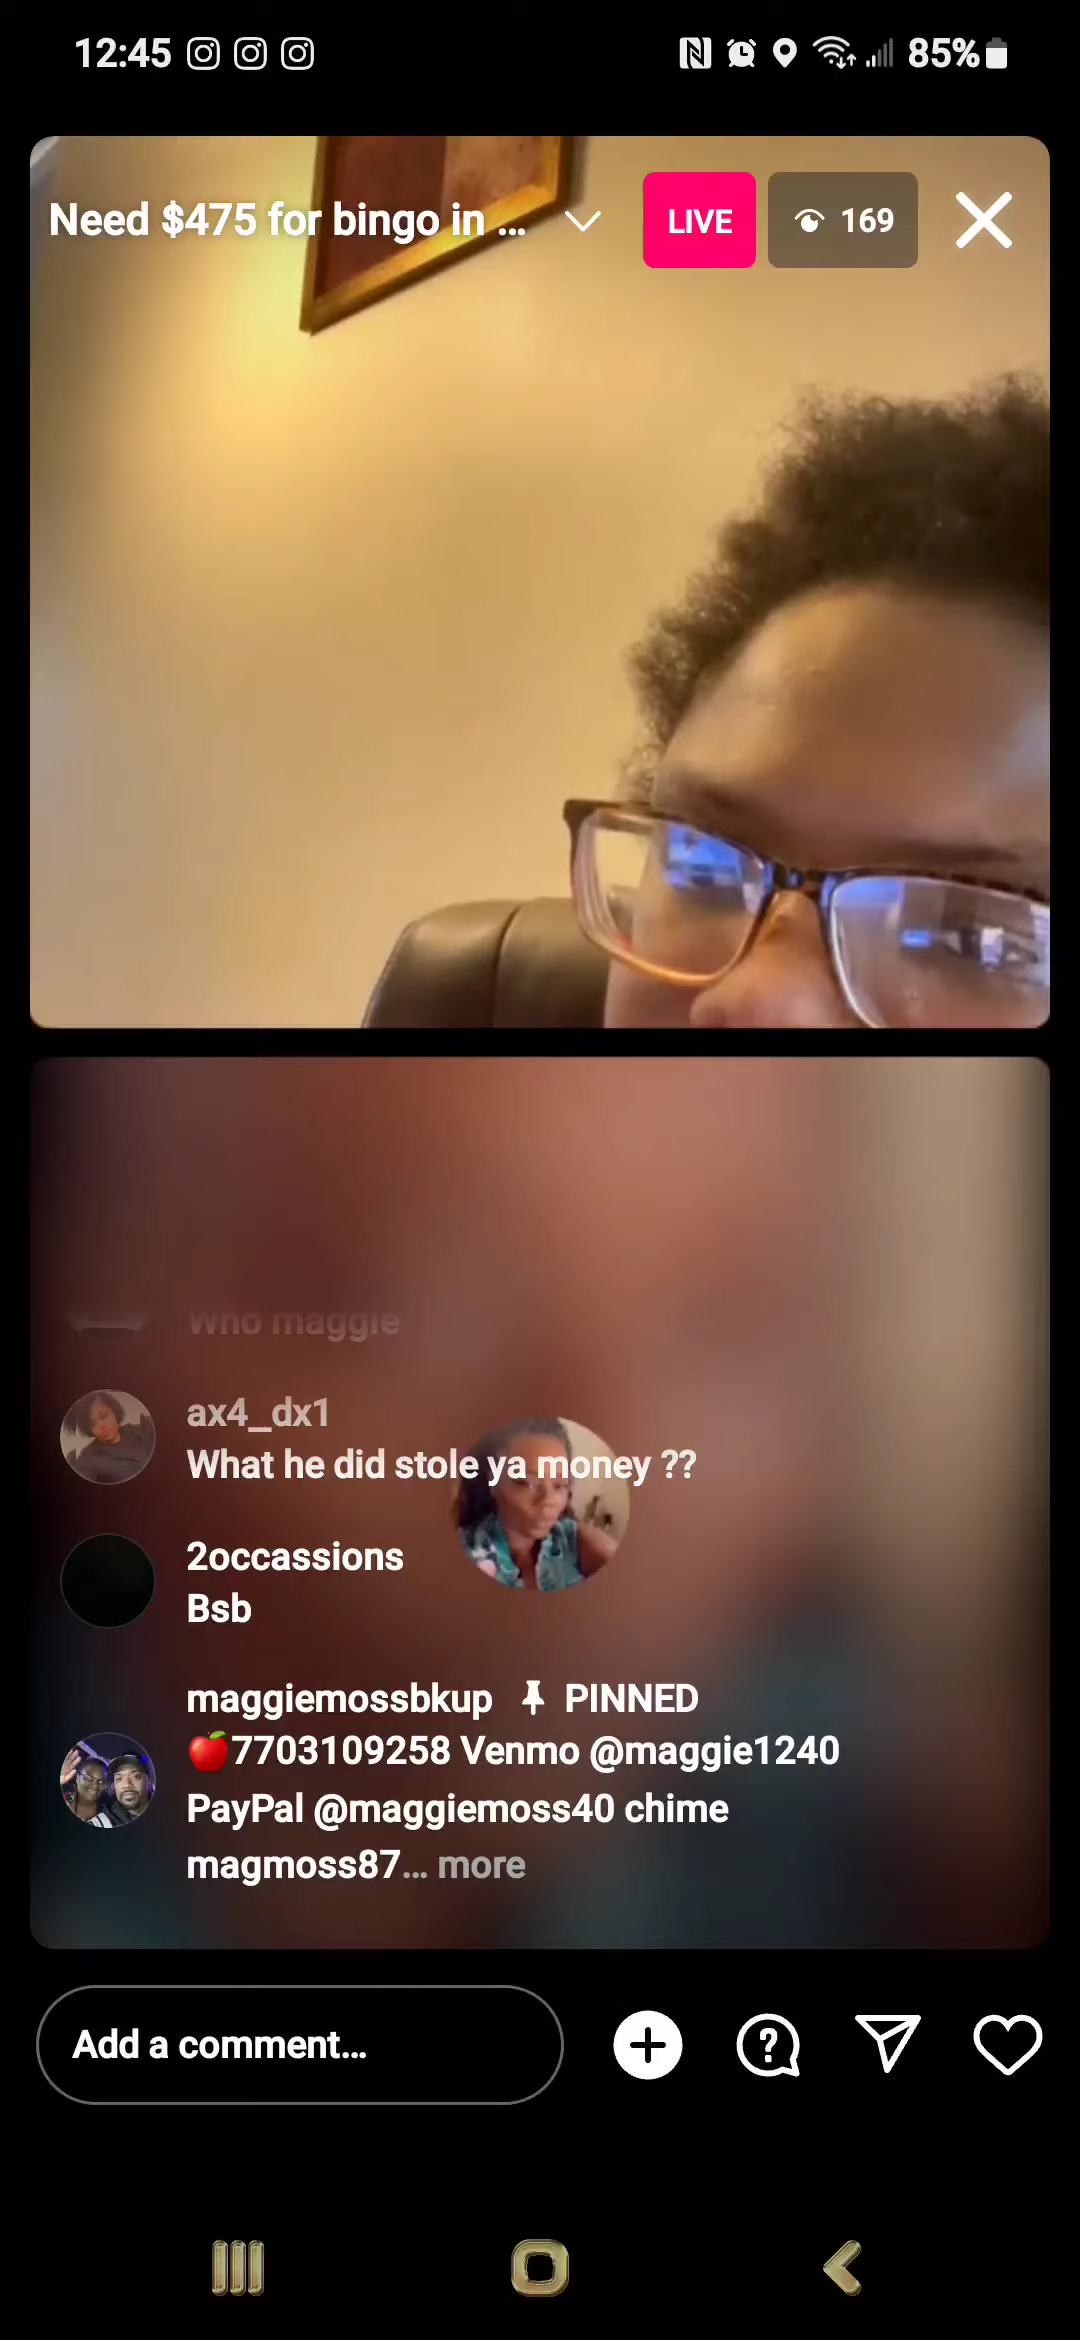 12:45
85%
Need $475 for bingo in ...
LIVE
169
Who maggie
ax4_dx1
What he did stole ya money ??
2occassions
Bsb
maggiemossbkup PINNED
🍎7703109258 Venmo @maggie1240
PayPal @maggiemoss40 chime
magmoss87... more
Add a comment...